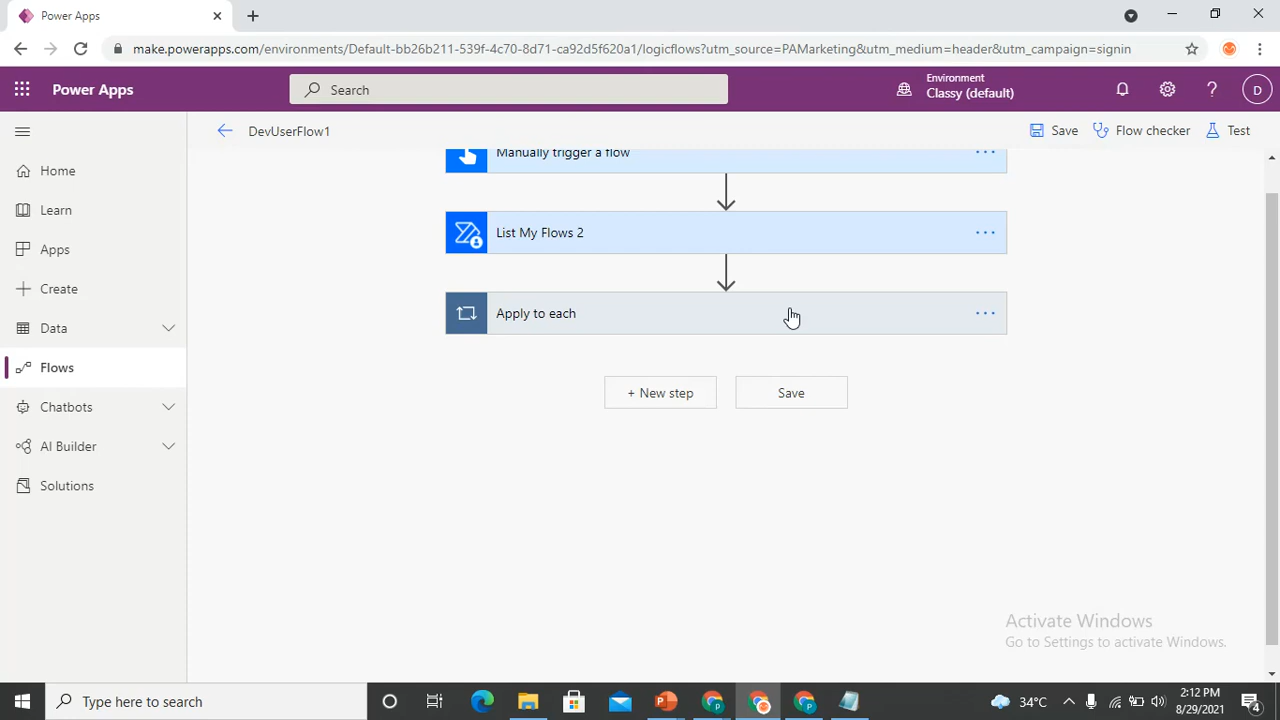 Power Apps
make.powerapps.com/environments/Default-bb26b211-539f-4c70-8d71-ca92d5f620a1/logicflows?utm_source=PAMarketing&utm_medium=header&utm_campaign=signin
Power Apps
Search
Environment
Classy (default)
D
DevUserFlow1
Save
Flow checker
Test
Home
Learn
Apps
Create
Data
Flows
Chatbots
AI Builder
Solutions
Manually trigger a flow
List My Flows 2
Apply to each
+ New step
Save
Activate Windows
Go to Settings to activate Windows.
Type here to search
34°C
2:12 PM
8/29/2021
4